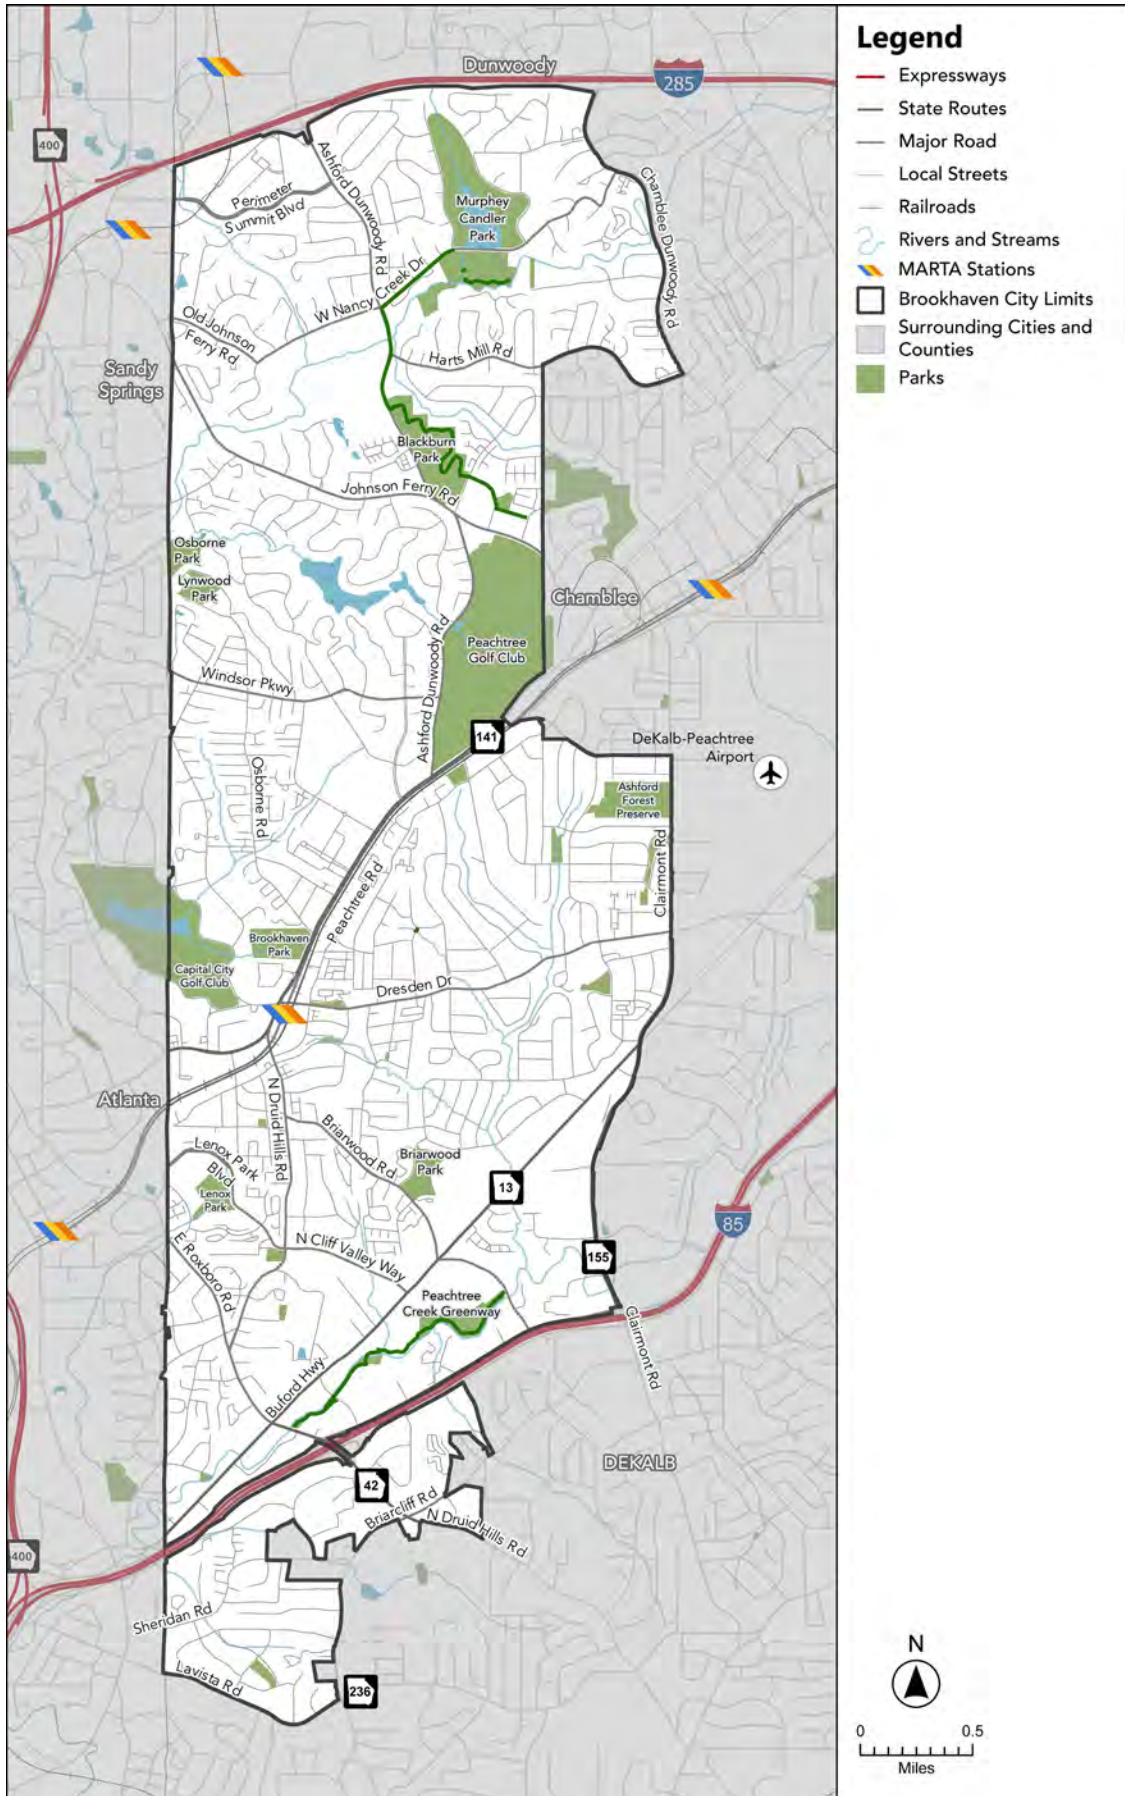 Dunwoody
285
400
Perimeter
Summit Blvd
Ashford Dunwoody Rd
Murphey
Candler
Park
Chamblee Dunwoody Rd
W Nancy Creek Dr
Old Johnson
Ferry Rd
Harts Mill Rd
Sandy
Springs
Blackburn
Park
Johnson Ferry Rd
Osborne
Park
Lynwood
Park
Chamblee
Peachtree
Golf Club
Ashford Dunwoody Rd
Windsor Pkwy
141
DeKalb-Peachtree
Airport
Osborne Rd
Ashford
Forest
Preserve
Clairmont Rd
Peachtree Rd
Brookhaven
Park
Capital City
Golf Club
Dresden Dr
Atlanta
N Druid Hills Rd
Briarwood Rd
Lenox Park
Blvd
Lenox
Park
Briarwood
Park
13
85
E Roxboro Rd
N Cliff Valley Way
155
Peachtree
Creek Greenway
Clairmont Rd
Buford Hwy
DEKALB
42
Briarcliff Rd
N Druid Hills Rd
400
Sheridan Rd
Lavista Rd
236
Legend
Expressways
State Routes
Major Road
Local Streets
Railroads
Rivers and Streams
MARTA Stations
Brookhaven City Limits
Surrounding Cities and
Counties
Parks
N
0 0.5
Miles